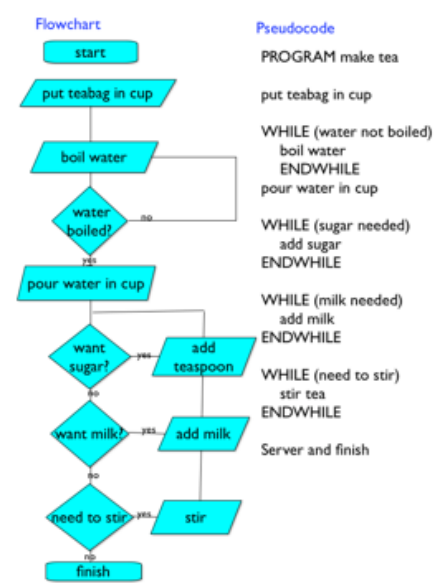 Flowchart
start
put teabag in cup
boil water
water
boiled?
no
yes
pour water in cup
want
sugar?
yes
add
teaspoon
no
want milk?
yes
add milk
no
need to stir
yes
stir
no
finish
Pseudocode
PROGRAM make tea
put teabag in cup
WHILE (water not boiled)
boil water
ENDWHILE
pour water in cup
WHILE (sugar needed)
add sugar
ENDWHILE
WHILE (milk needed)
add milk
ENDWHILE
WHILE (need to stir)
stir tea
ENDWHILE
Server and finish